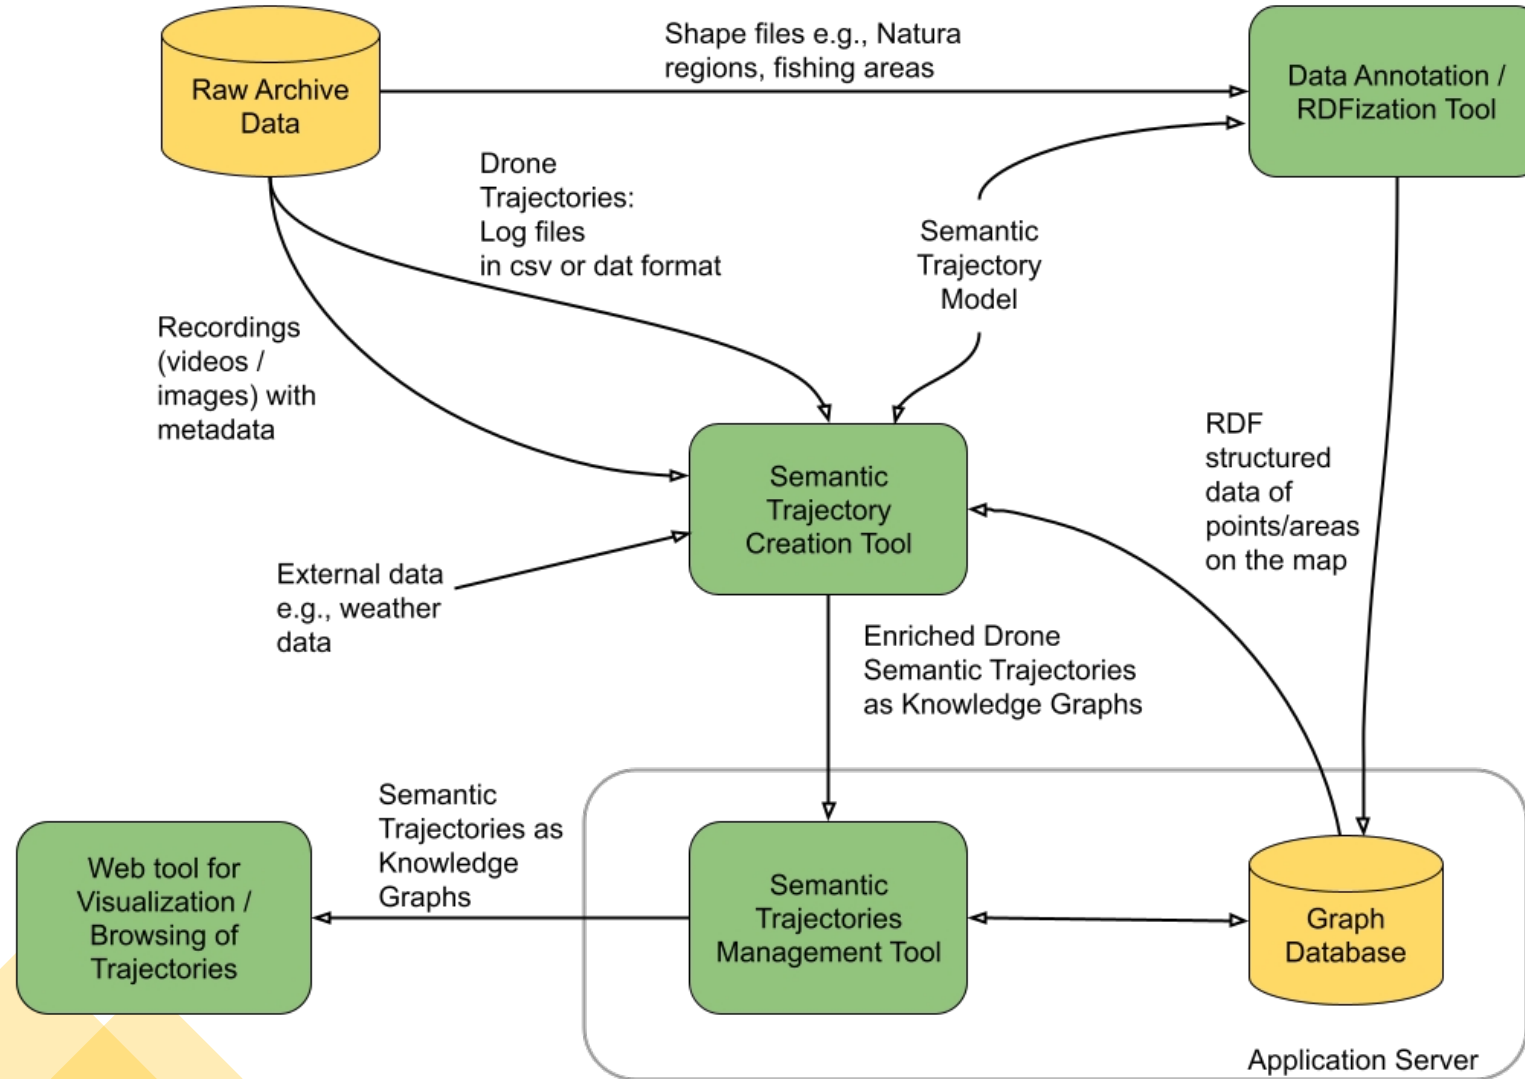 Raw Archive
Data
Shape files e.g., Natura
regions, fishing areas
Data Annotation /
RDFization Tool
Drone
Trajectories:
Log files
in csv or dat format
Semantic
Trajectory
Model
Recordings
(videos /
images) with
metadata
RDF
structured
data of
points/areas
on the map
Semantic
Trajectory
Creation Tool
External data
e.g., weather
data
Enriched Drone
Semantic Trajectories
as Knowledge Graphs
Semantic
Trajectories as
Knowledge
Graphs
Web tool for
Visualization /
Browsing of
Trajectories
Semantic
Trajectories
Management Tool
Graph
Database
Application Server